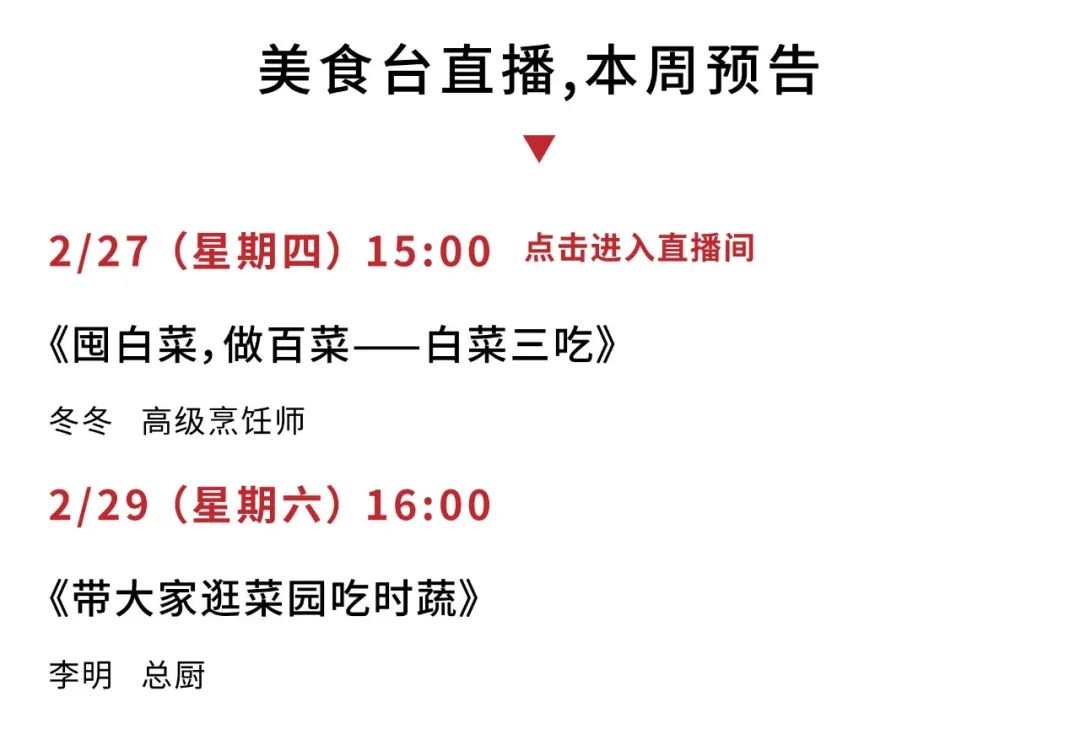 美食台直播,本周预告
2/27（星期四）15:00 点击进入直播间
《囤白菜,做百菜——白菜三吃》
冬冬 高级烹饪师
2/29（星期六）16:00
《带大家逛菜园吃时蔬》
李明 总厨